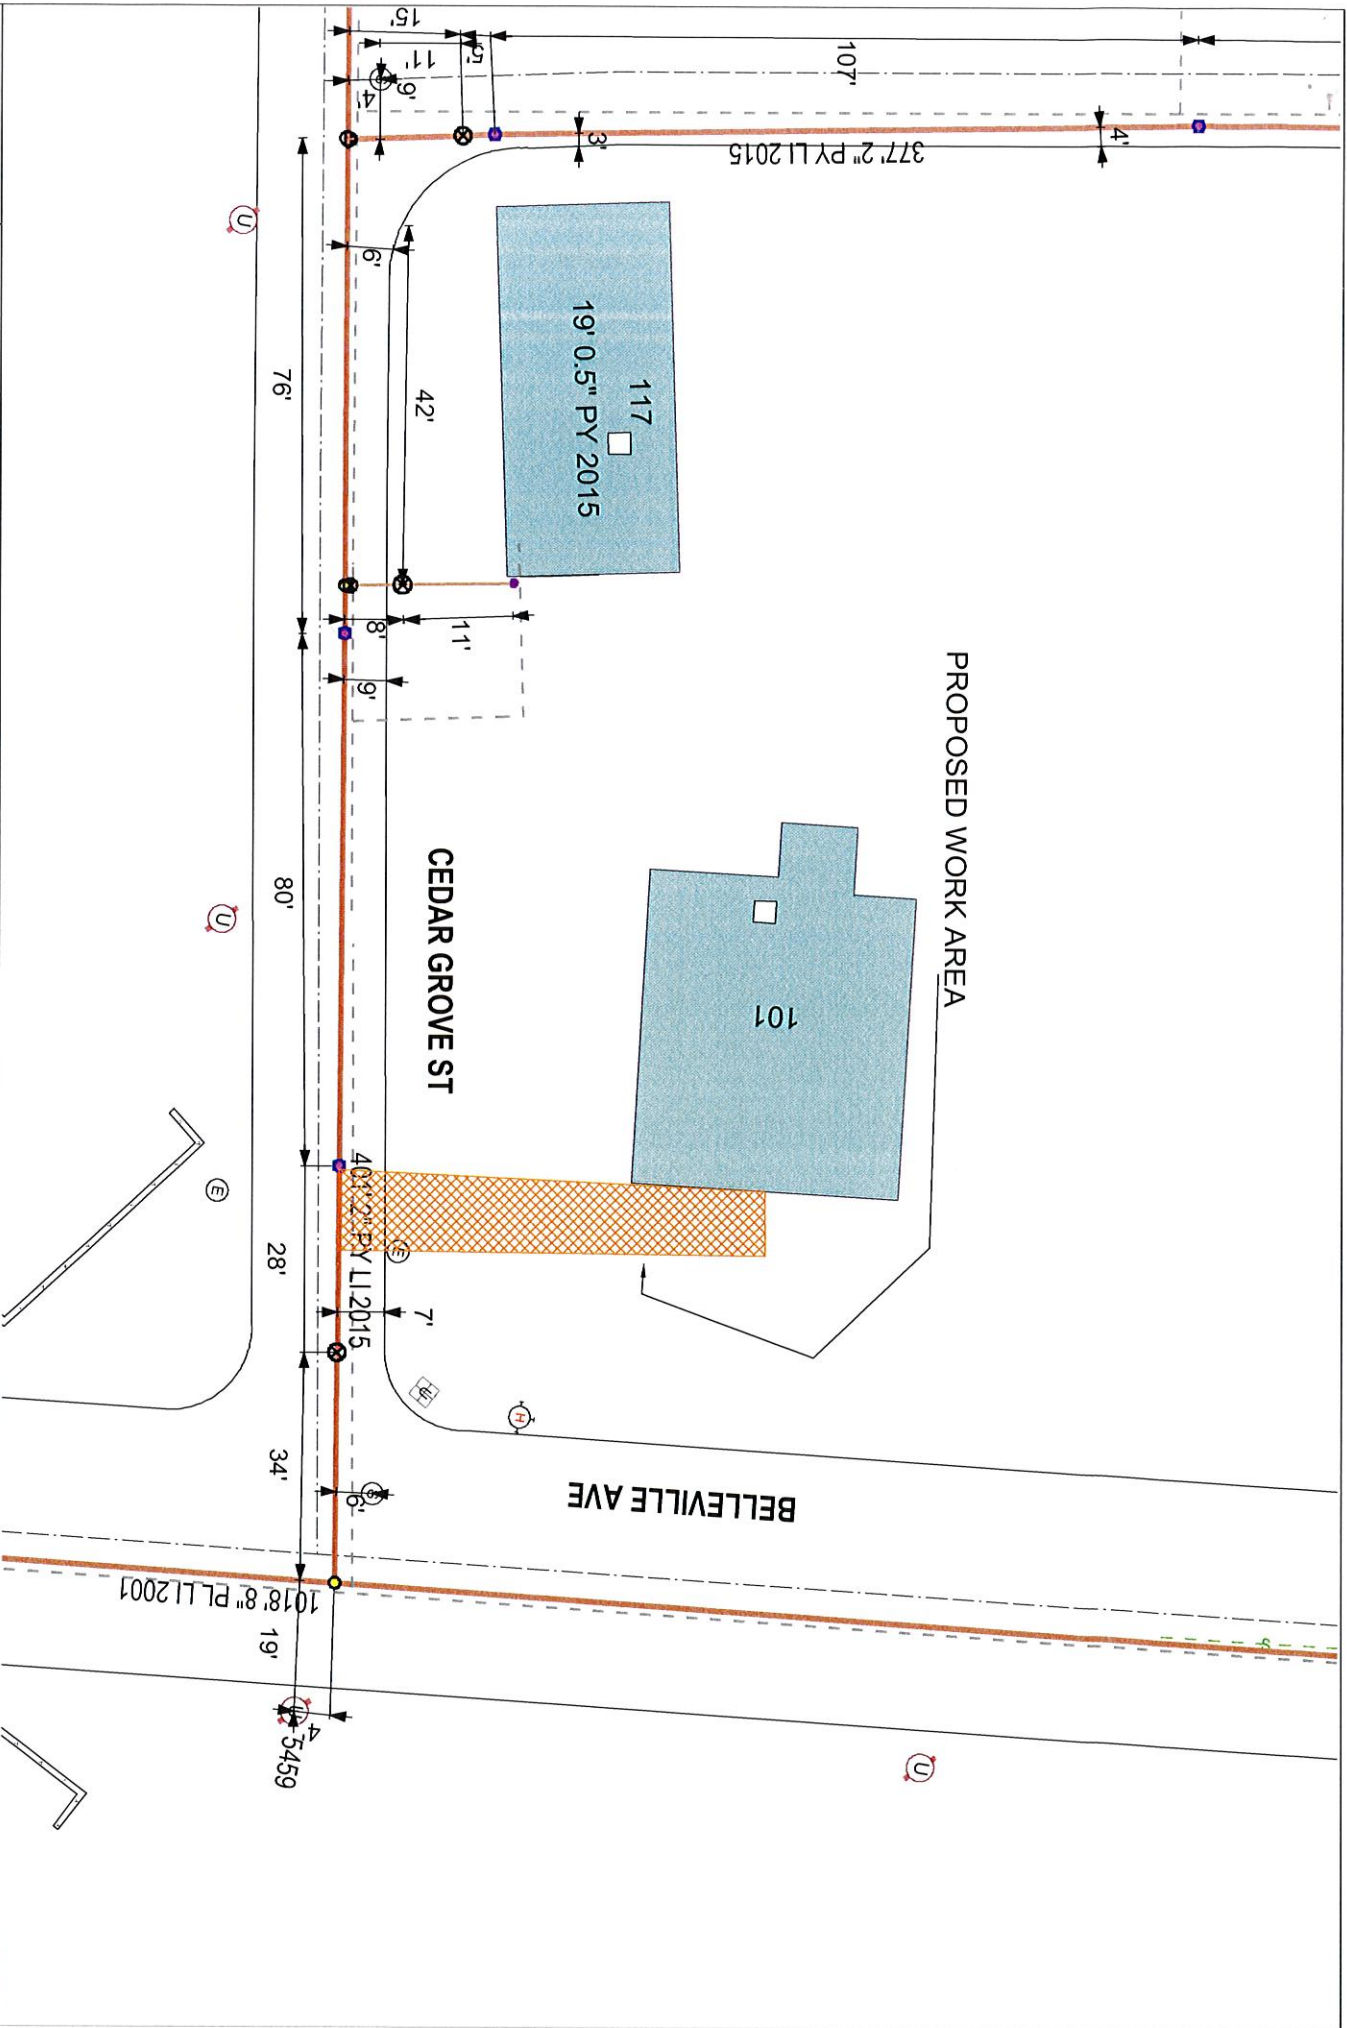 15'
11'
5'
107'
9'
4'
3'
4'
377' 2" PY LI 2015
U
6'
76'
42'
117
19' 0.5" PY 2015
8'
11'
9'
PROPOSED WORK AREA
80'
U
CEDAR GROVE ST
101
E
401' 2" PY LI 2015
E
28'
7'
H
34'
S
6'
BELLEVILLE AVE
1018' 8" PL LI 2001
19'
4'
U
5459
U
S